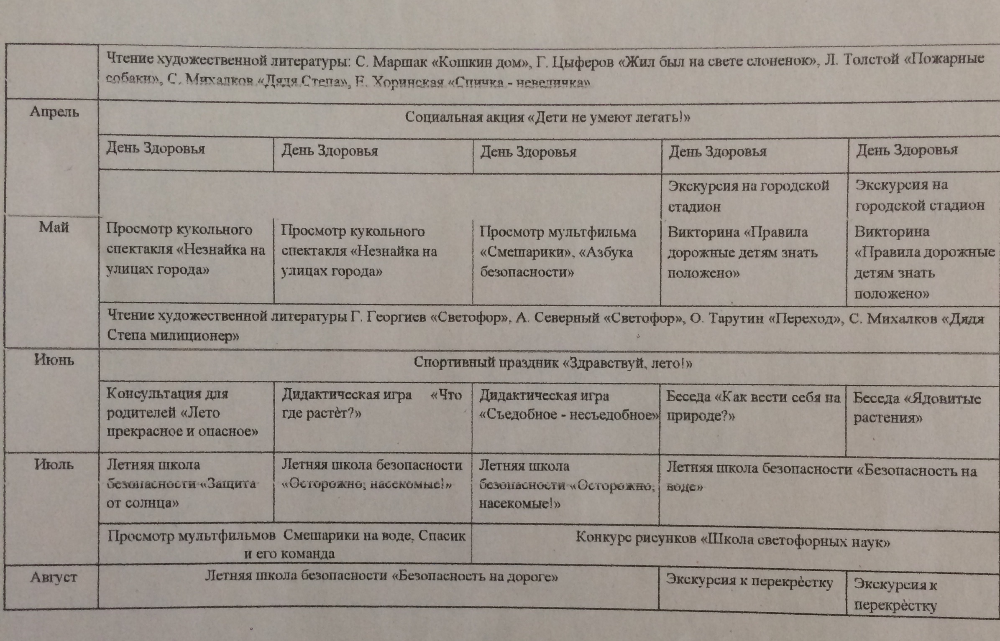 Чтение художественной литературы: С. Маршак «Кошкин дом», Г. Цыферов «Жил был на свете слоненок», Л. Толстой «Пожарные
собаки», С. Михалков «Дядя Степа», Е. Хоринская «Спичка - невеличка»
Апрель
Социальная акция «Дети не умеют летать!»
День Здоровья
День Здоровья
День Здоровья
День Здоровья
День Здоровья
Экскурсия на городской
стадион
Экскурсия на
городской стадион
Май
Просмотр кукольного
спектакля «Незнайка на
улицах города»
Просмотр кукольного
спектакля «Незнайка на
улицах города»
Просмотр мультфильма
«Смешарики», «Азбука
безопасности»
Викторина «Правила
дорожные детям знать
положено»
Викторина
«Правила дорожные
детям знать
положено»
Чтение художественной литературы Г. Георгиев «Светофор», А. Северный «Светофор», О. Тарутин «Переход», С. Михалков «Дядя
Степа милиционер»
Июнь
Спортивный праздник «Здравствуй, лето!»
Консультация для
родителей «Лето
прекрасное и опасное»
Дидактическая игра «Что
где растѐт?»
Дидактическая игра
«Съедобное - несъедобное»
Беседа «Как вести себя на
природе?»
Беседа «Ядовитые
растения»
Июль
Летняя школа
безопасности «Защита
от солнца»
Летняя школа безопасности
«Осторожно, насекомые!»
Летняя школа
безопасности «Осторожно,
насекомые!»
Летняя школа безопасности «Безопасность на
воде»
Просмотр мультфильмов Смешарики на воде, Спасик
и его команда
Конкурс рисунков «Школа светофорных наук»
Август
Летняя школа безопасности «Безопасность на дороге»
Экскурсия к перекрѐстку
Экскурсия к
перекрѐстку